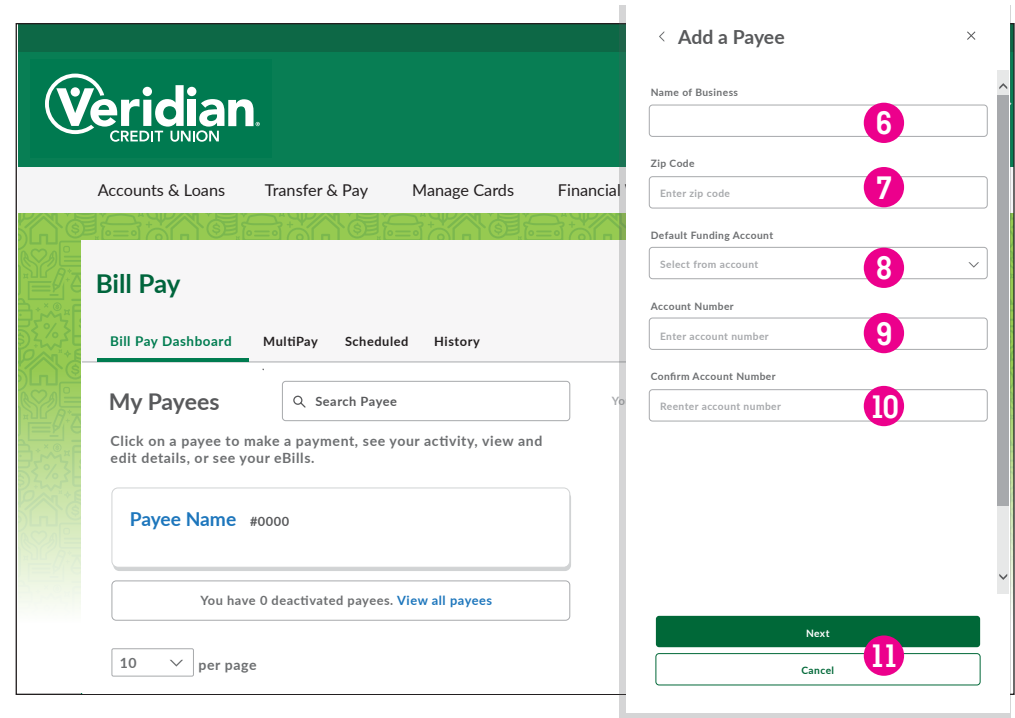 Veridian.
CREDIT UNION
Accounts & Loans Transfer & Pay Manage Cards Financial
Bill Pay
Bill Pay Dashboard MultiPay Scheduled History
My Payees
Search Payee
Yo
Click on a payee to make a payment, see your activity, view and
edit details, or see your eBills.
Payee Name #0000
You have 0 deactivated payees. View all payees
10 per page
Add a Payee
Name of Business
6
Zip Code
Enter zip code
7
Default Funding Account
Select from account
8
Account Number
Enter account number
9
Confirm Account Number
Reenter account number
10
Next
11
Cancel